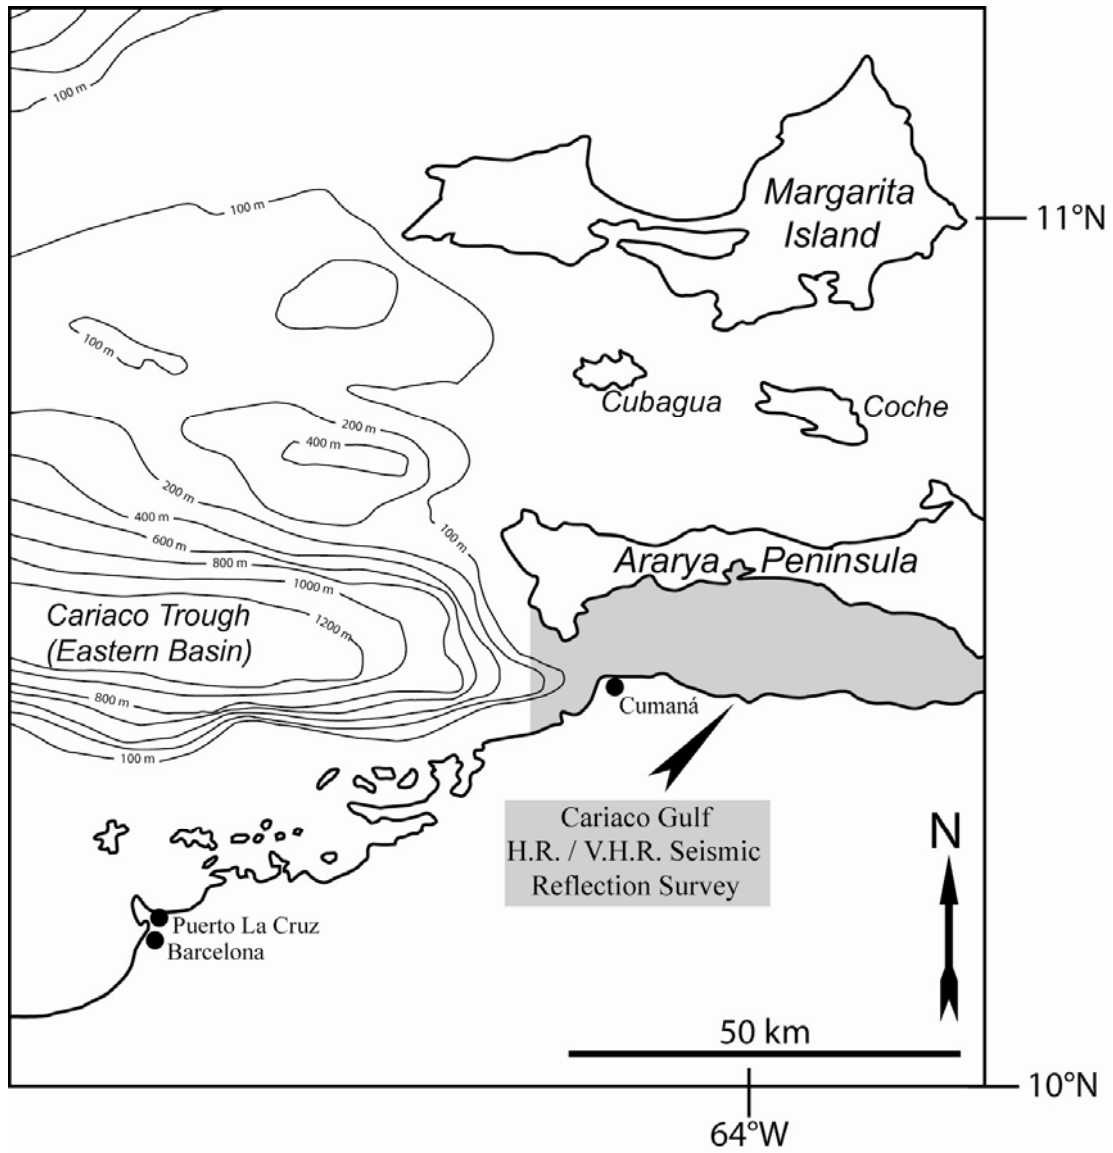 100 m
Margarita
Island
11°N
100 m
100 m
Cubagua
Coche
200 m
400 m
200 m
400 m
100 m
600 m
800 m
Ararya Peninsula
1000 m
Cariaco Trough
(Eastern Basin)
1200 m
800 m
Cumaná
100 m
Cariaco Gulf
H.R. / V.H.R. Seismic
Reflection Survey
N
Puerto La Cruz
Barcelona
50 km
10°N
64°W